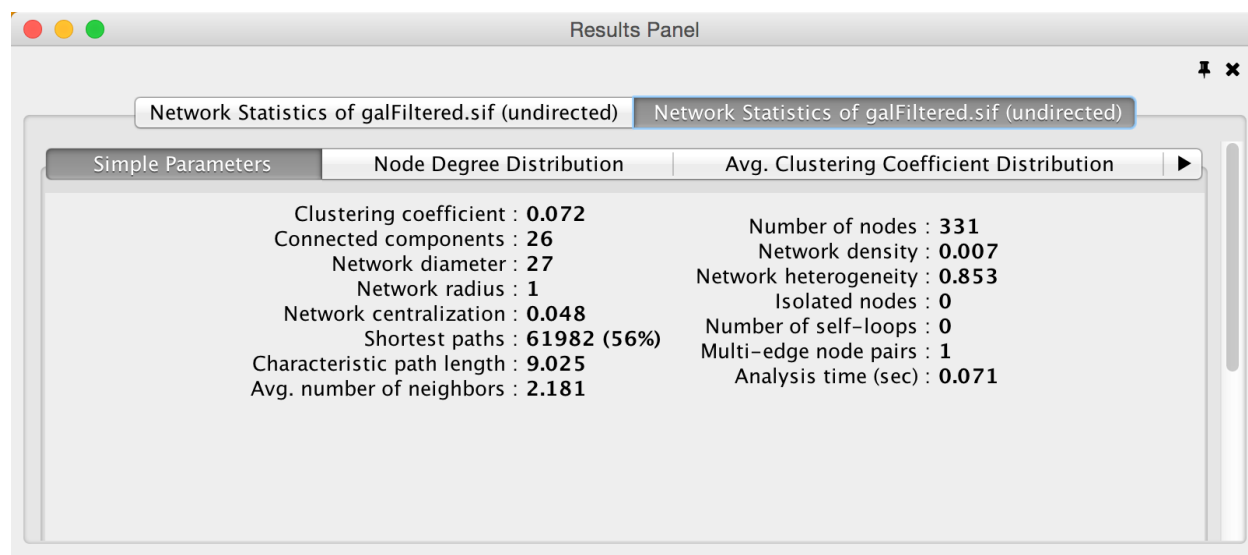 Results Panel
Network Statistics of galFiltered.sif (undirected)
Network Statistics of galFiltered.sif (undirected)
Simple Parameters
Node Degree Distribution
Avg. Clustering Coefficient Distribution
Clustering coefficient : 0.072
Connected components : 26
Network diameter : 27
Network radius : 1
Network centralization : 0.048
Shortest paths : 61982 (56%)
Characteristic path length : 9.025
Avg. number of neighbors : 2.181
Number of nodes : 331
Network density : 0.007
Network heterogeneity : 0.853
Isolated nodes : 0
Number of self-loops : 0
Multi-edge node pairs : 1
Analysis time (sec) : 0.071